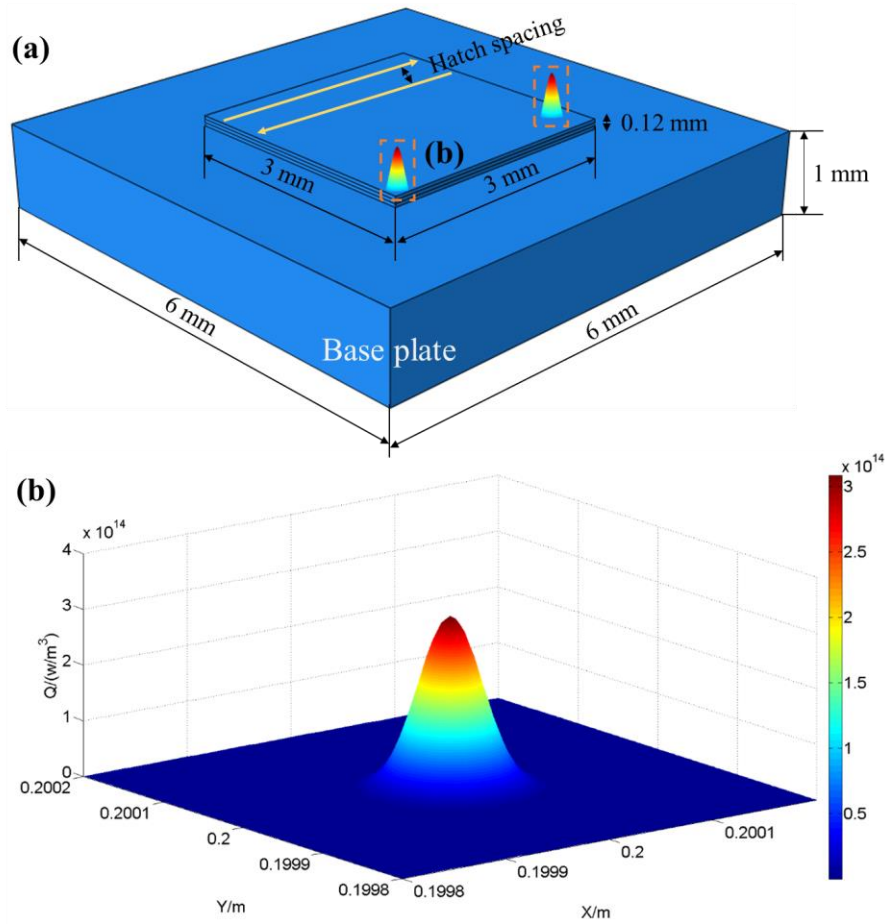 (a)
Hatch spacing
(b)
0.12 mm
3 mm
3 mm
1 mm
6 mm
6 mm
Base plate
(b)
x 10^14
x 10^14
4
3
2
1
0
Q/(w/m³)
0.2002
0.2001
0.2
0.1999
0.1998
Y/m
0.1998
0.1999
0.2
0.2001
X/m
3
2.5
2
1.5
1
0.5